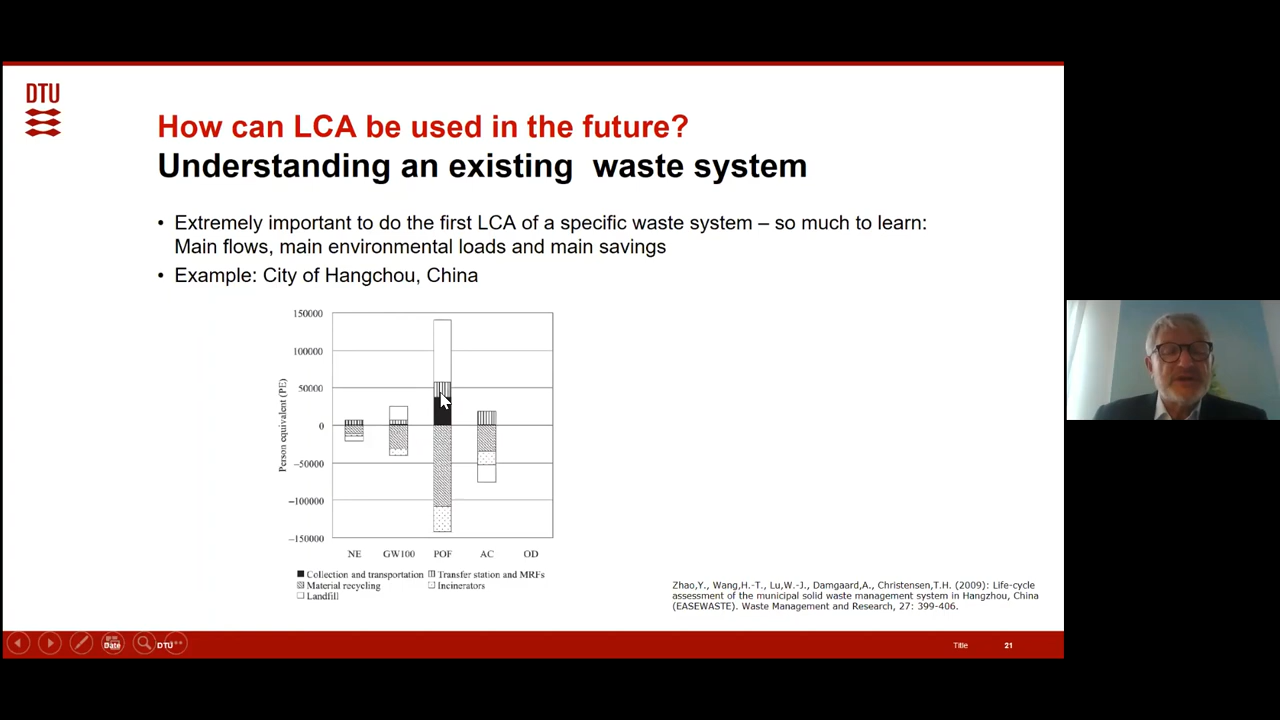 DTU
How can LCA be used in the future?
Understanding an existing waste system
• Extremely important to do the first LCA of a specific waste system – so much to learn:
Main flows, main environmental loads and main savings
• Example: City of Hangchou, China
150000
100000
50000
0
−50000
−100000
−150000
Person equivalent (PE)
NE GW100 POF AC OD
Collection and transportation Transfer station and MRFs
Material recycling Incinerators
Landfill
Zhao,Y., Wang,H.-T., Lu,W.-J., Damgaard,A., Christensen,T.H. (2009): Life-cycle
assessment of the municipal solid waste management system in Hangzhou, China
(EASEWASTE). Waste Management and Research, 27: 399-406.
Date DTU Title 21